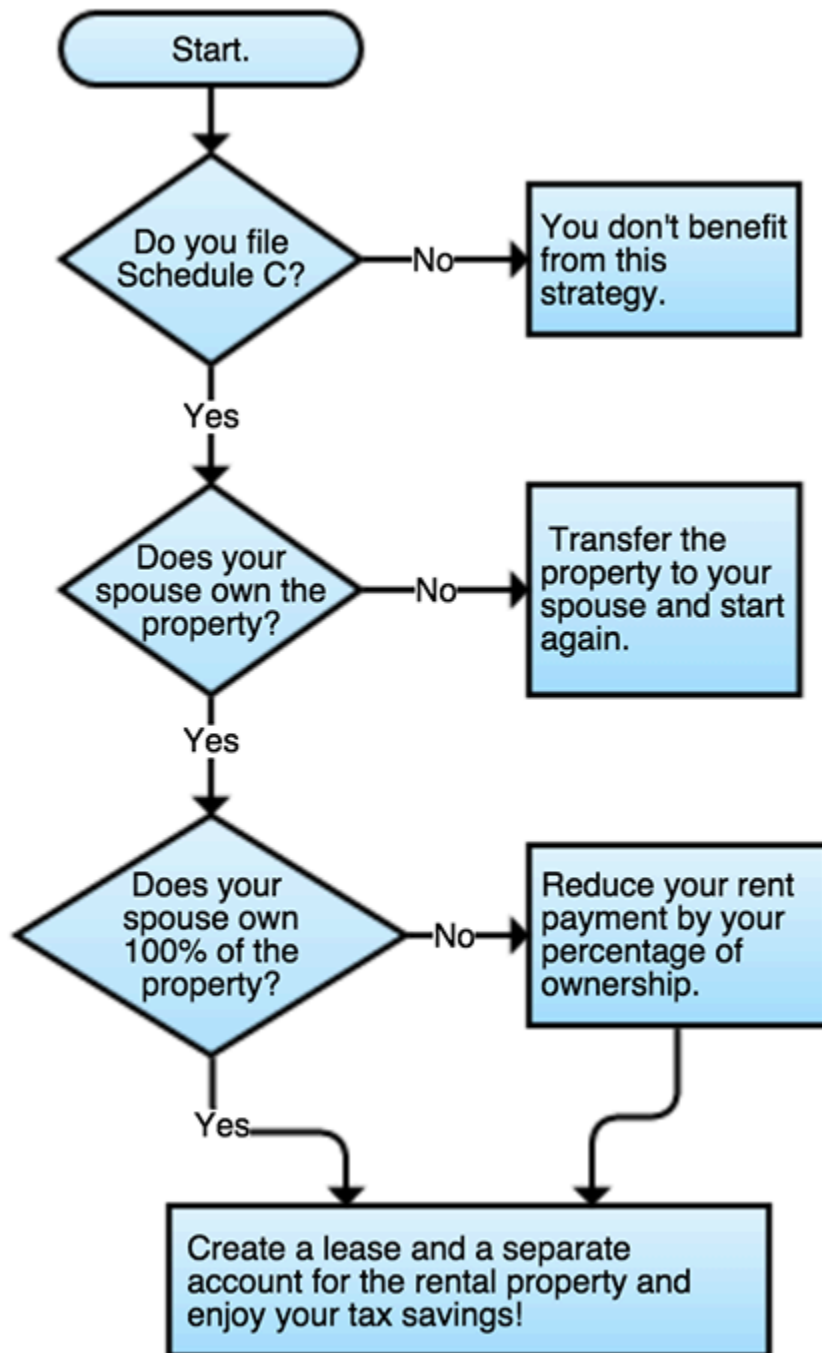 Start.
Do you file
Schedule C?
No
You don't benefit
from this
strategy.
Yes
Does your
spouse own the
property?
No
Transfer the
property to your
spouse and start
again.
Yes
Does your
spouse own
100% of the
property?
No
Reduce your rent
payment by your
percentage of
ownership.
Yes
Create a lease and a separate
account for the rental property and
enjoy your tax savings!